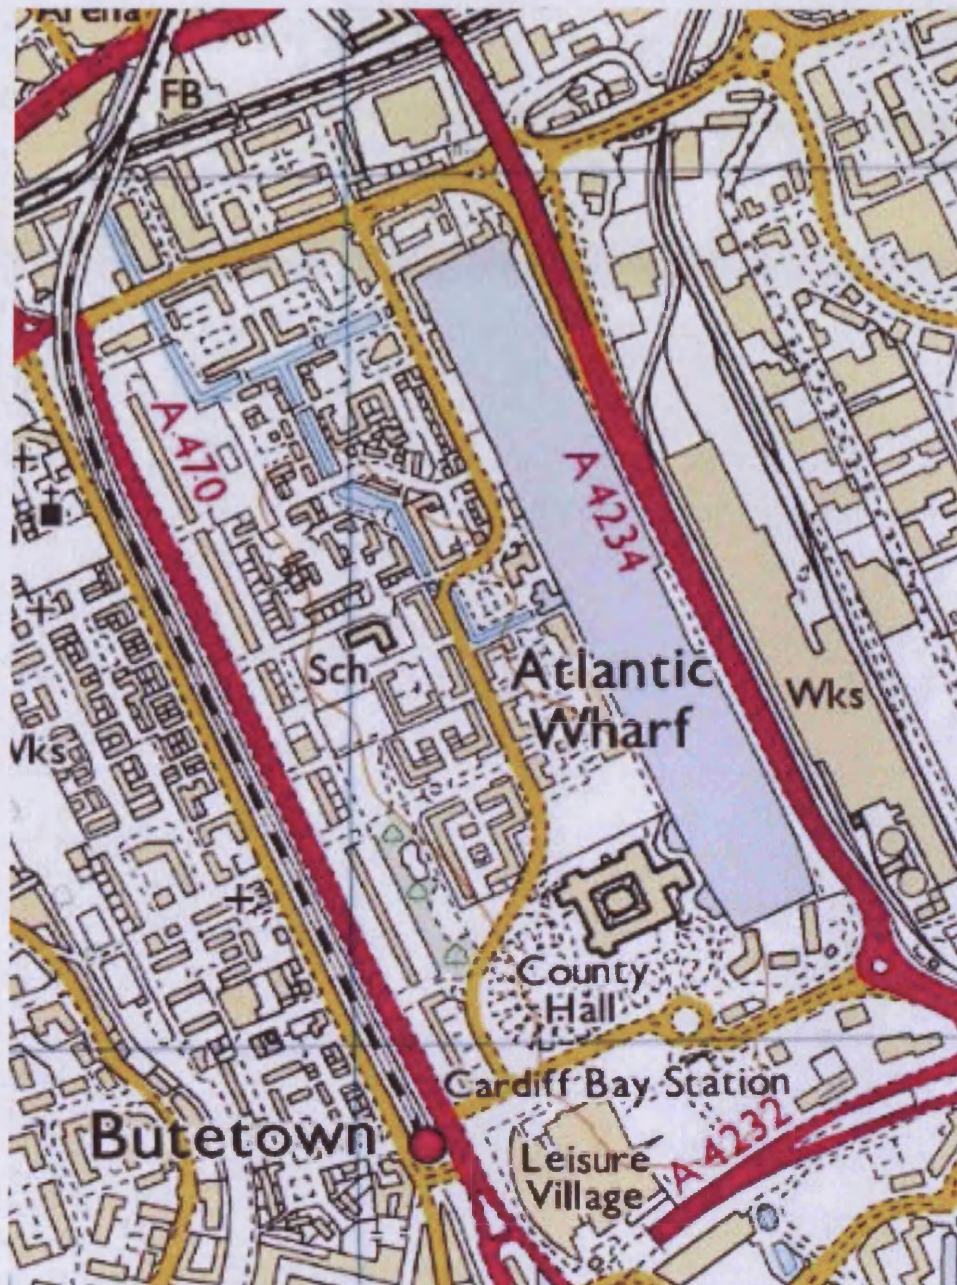 Arena
FB
A 470
A 4234
Sch
Atlantic
Wharf
Wks
Wks
County
Hall
Cardiff Bay Station
Butetown
Leisure
Village
A 4232